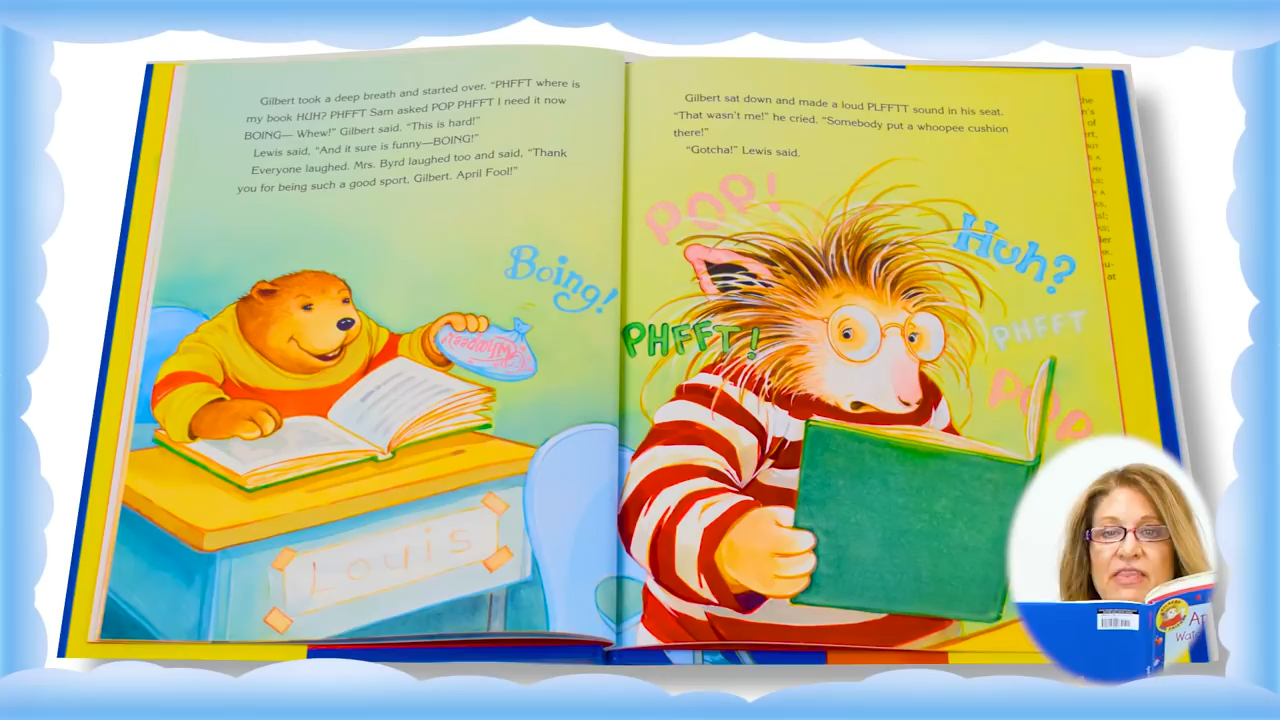 Gilbert took a deep breath and started over. “PHFFT where is
my book HUH? PHFFT Sam asked POP PHFFT I need it now
BOING— Whew!” Gilbert said. “This is hard!”
Lewis said, “And it sure is funny—BOING!”
Everyone laughed. Mrs. Byrd laughed too and said, “Thank
you for being such a good sport, Gilbert. April Fool!”
Boing!
Whoopee!
Louis
Gilbert sat down and made a loud PLFFTT sound in his seat.
“That wasn’t me!” he cried. “Somebody put a whoopee cushion
there!”
“Gotcha!” Lewis said.
POP!
Huh?
PHFFT!
PHFFT
POP